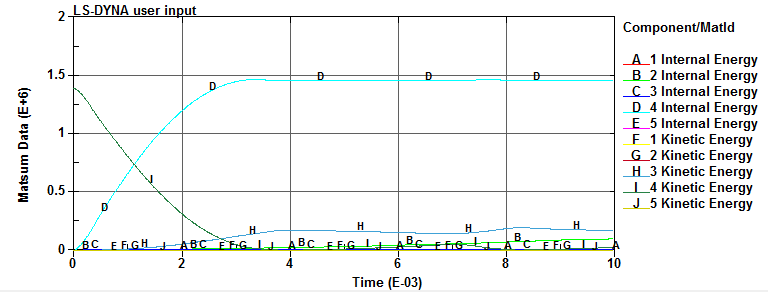 LS-DYNA user input
Component/MatId
A 1 Internal Energy
B 2 Internal Energy
C 3 Internal Energy
D 4 Internal Energy
E 5 Internal Energy
F 1 Kinetic Energy
G 2 Kinetic Energy
H 3 Kinetic Energy
I 4 Kinetic Energy
J 5 Kinetic Energy
Matsum Data (E+6)
2
1.5
1
0.5
0
D D D D
D
I
H H H H H
0 2 4 6 8 10
Time (E-03)